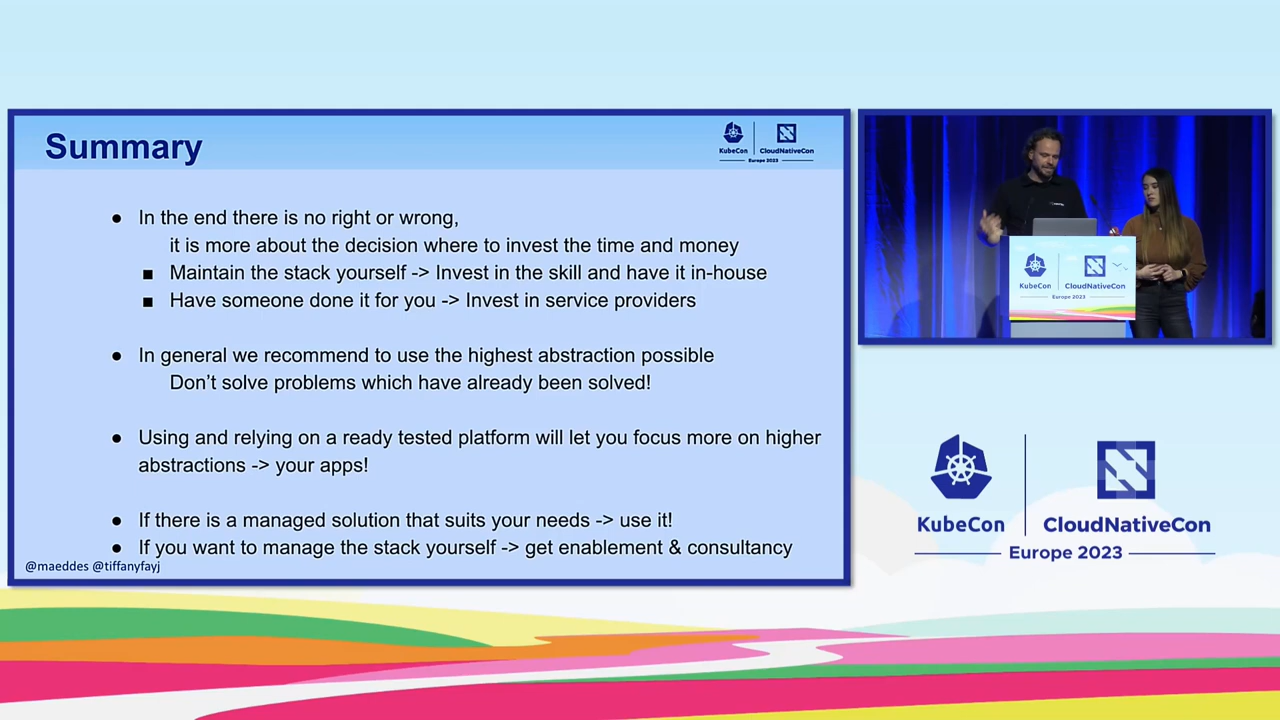 Summary
KubeCon
CloudNativeCon
Europe 2023
● In the end there is no right or wrong,
it is more about the decision where to invest the time and money
■ Maintain the stack yourself -> Invest in the skill and have it in-house
■ Have someone done it for you -> Invest in service providers
● In general we recommend to use the highest abstraction possible
Don't solve problems which have already been solved!
● Using and relying on a ready tested platform will let you focus more on higher
abstractions -> your apps!
● If there is a managed solution that suits your needs -> use it!
● If you want to manage the stack yourself -> get enablement & consultancy
@maeddes @tiffanyfayj
KubeCon
CloudNativeCon
Europe 2023
KubeCon
CloudNativeCon
Europe 2023